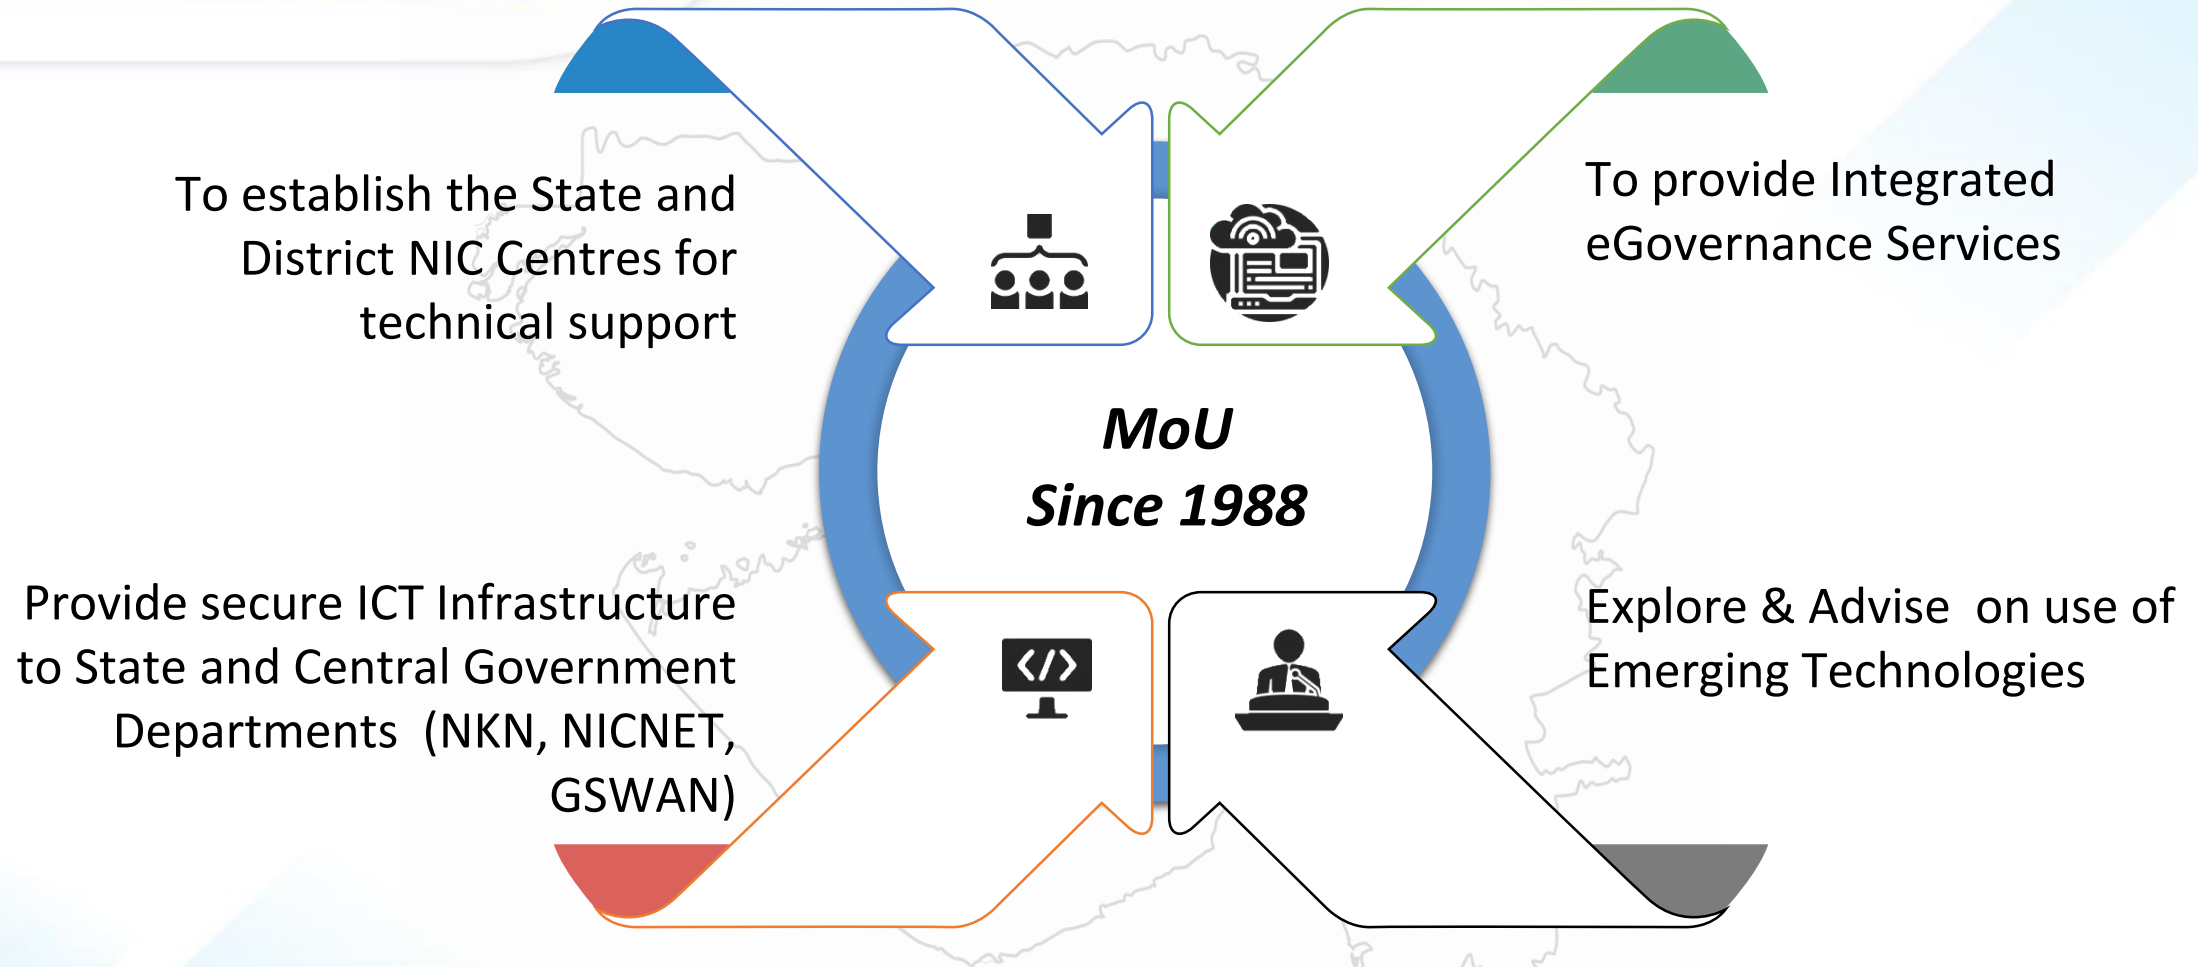 To establish the State and
District NIC Centres for
technical support
To provide Integrated
eGovernance Services
MoU
Since 1988
Provide secure ICT Infrastructure
to State and Central Government
Departments  (NKN, NICNET,
GSWAN)
Explore & Advise  on use of
Emerging Technologies